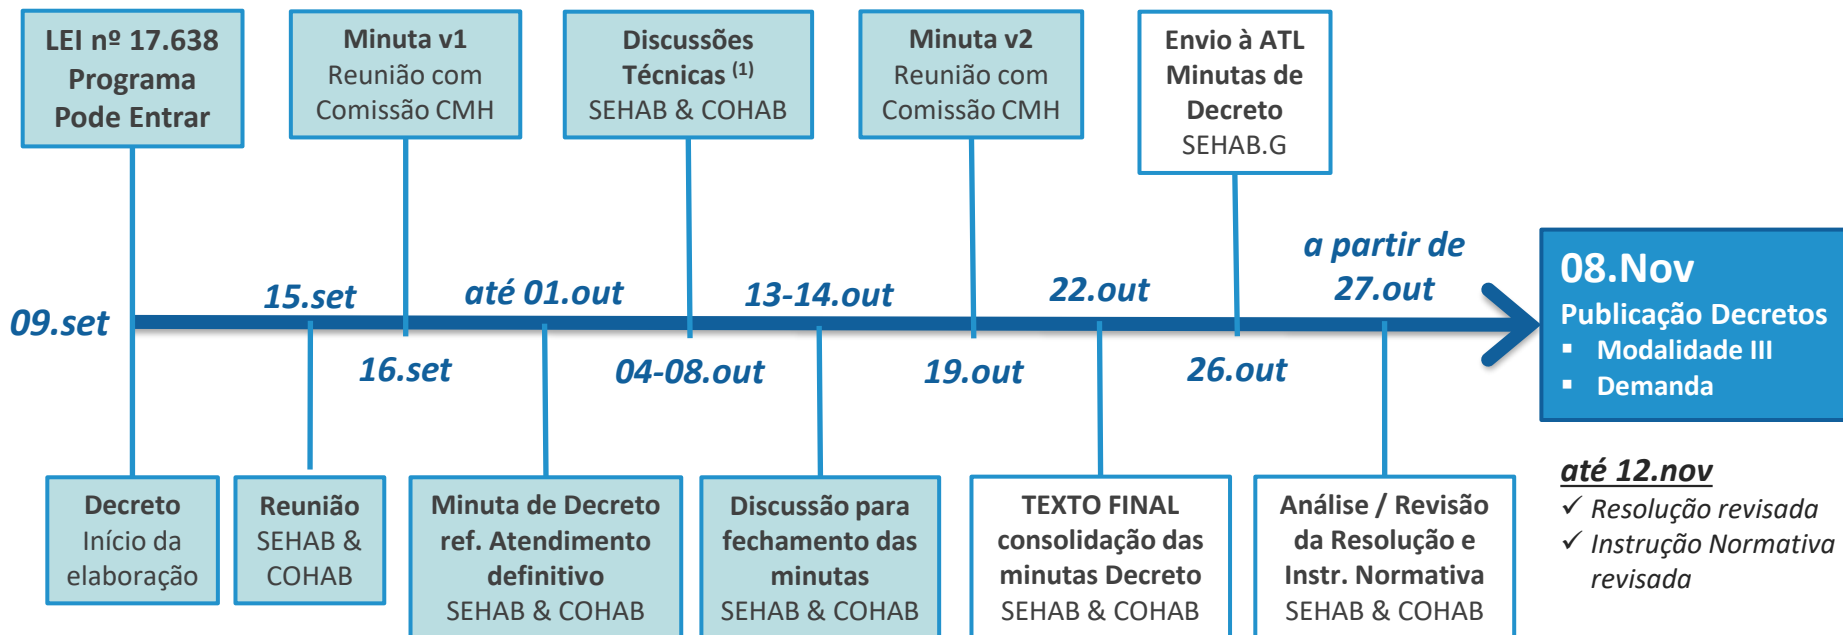 LEI nº 17.638
Programa
Pode Entrar
Minuta v1
Reunião com
Comissão CMH
Discussões
Técnicas (1)
SEHAB & COHAB
Minuta v2
Reunião com
Comissão CMH
Envio à ATL
Minutas de
Decreto
SEHAB.G
09.set
15.set
16.set
até 01.out
04-08.out
13-14.out
19.out
22.out
26.out
a partir de
27.out
08.Nov
Publicação Decretos
▪ Modalidade III
▪ Demanda
Decreto
Início da
elaboração
Reunião
SEHAB &
COHAB
Minuta de Decreto
ref. Atendimento
definitivo
SEHAB & COHAB
Discussão para
fechamento das
minutas
SEHAB & COHAB
TEXTO FINAL
consolidação das
minutas Decreto
SEHAB & COHAB
Análise / Revisão
da Resolução e
Instr. Normativa
SEHAB & COHAB
até 12.nov
✓ Resolução revisada
✓ Instrução Normativa
revisada